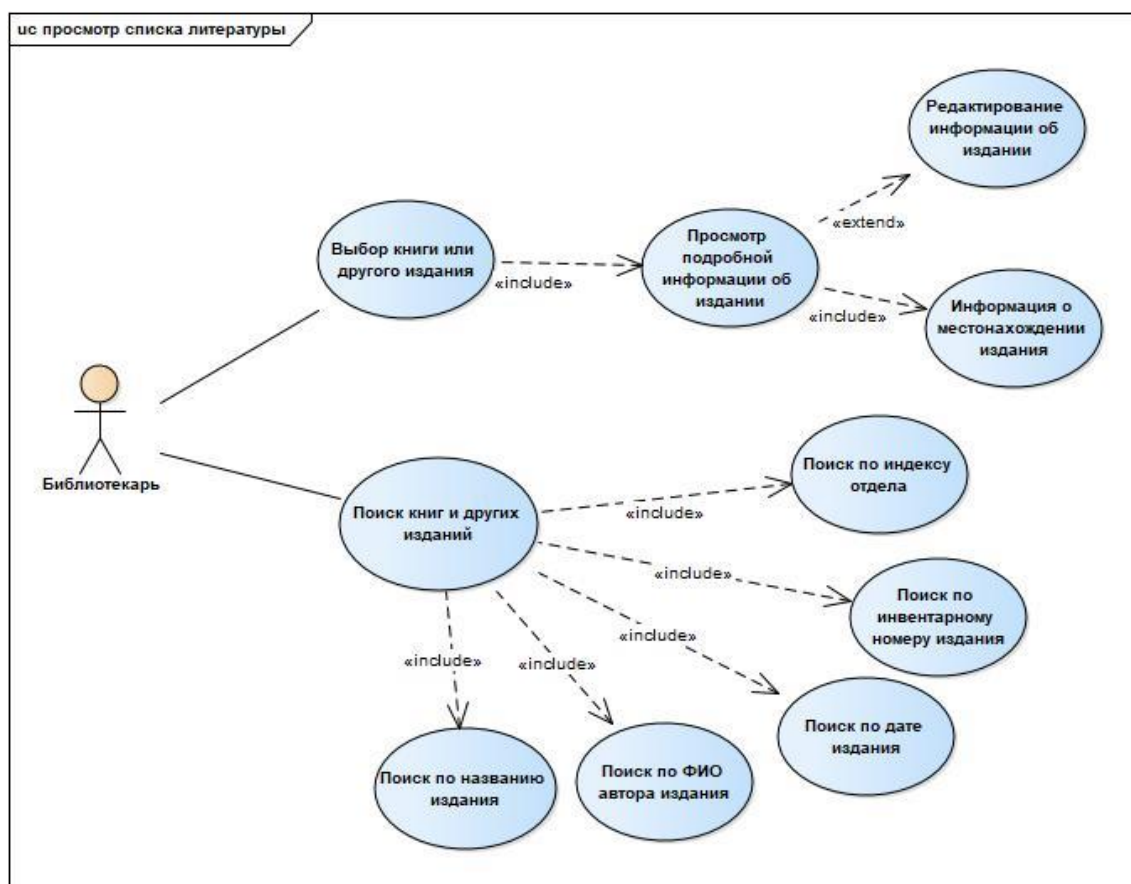 uc просмотр списка литературы
Редактирование
информации об
издании
Выбор книги или
другого издания
«include»
Просмотр
подробной
информации об
издании
«extend»
«include»
Информация о
местонахождении
издания
Библиотекарь
Поиск книг и других
изданий
«include»
Поиск по индексу
отдела
«include»
Поиск по
инвентарному
номеру издания
«include»
Поиск по дате
издания
«include»
Поиск по ФИО
автора издания
«include»
Поиск по названию
издания